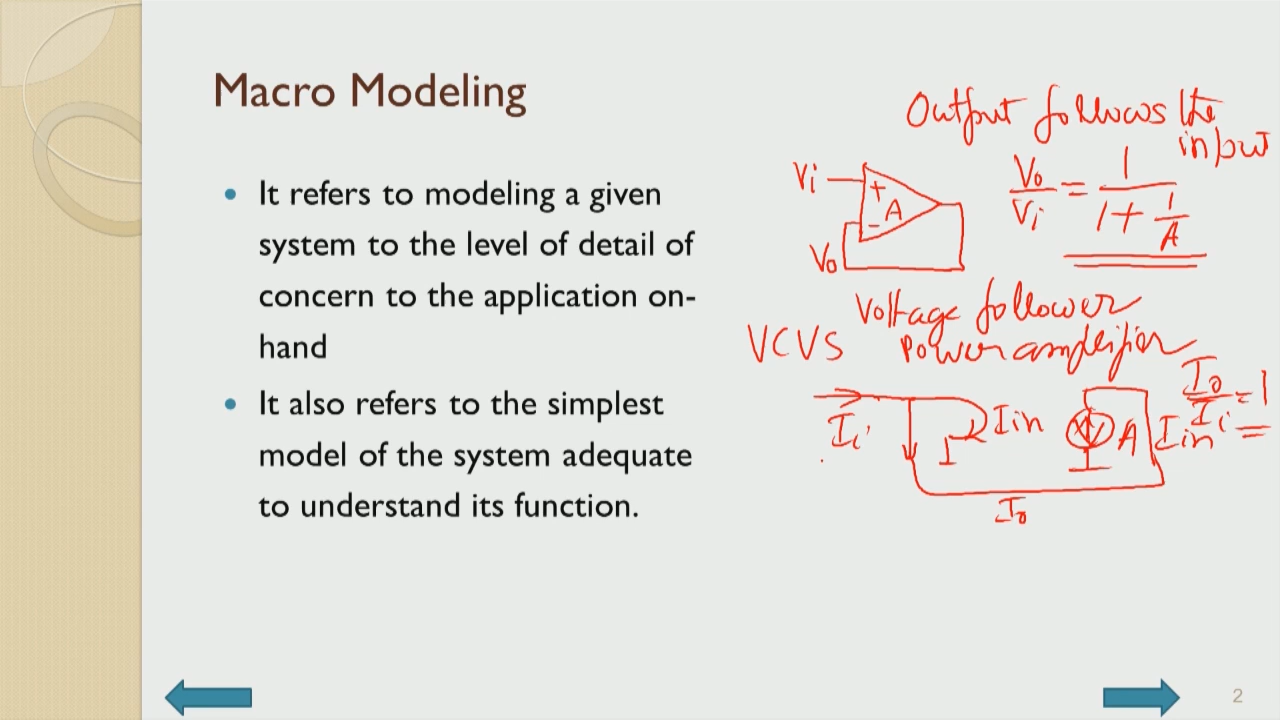 Macro Modeling
It refers to modeling a given
system to the level of detail of
concern to the application on-
hand
It also refers to the simplest
model of the system adequate
to understand its function.
Output follows the
input
Vi
+
A
-
Vo
Vo/Vi = 1/(1+1/A)
Voltage follower
VCVS Power amplifier
Ii
Iin
A Iin
Io/Ii = 1
Io
2